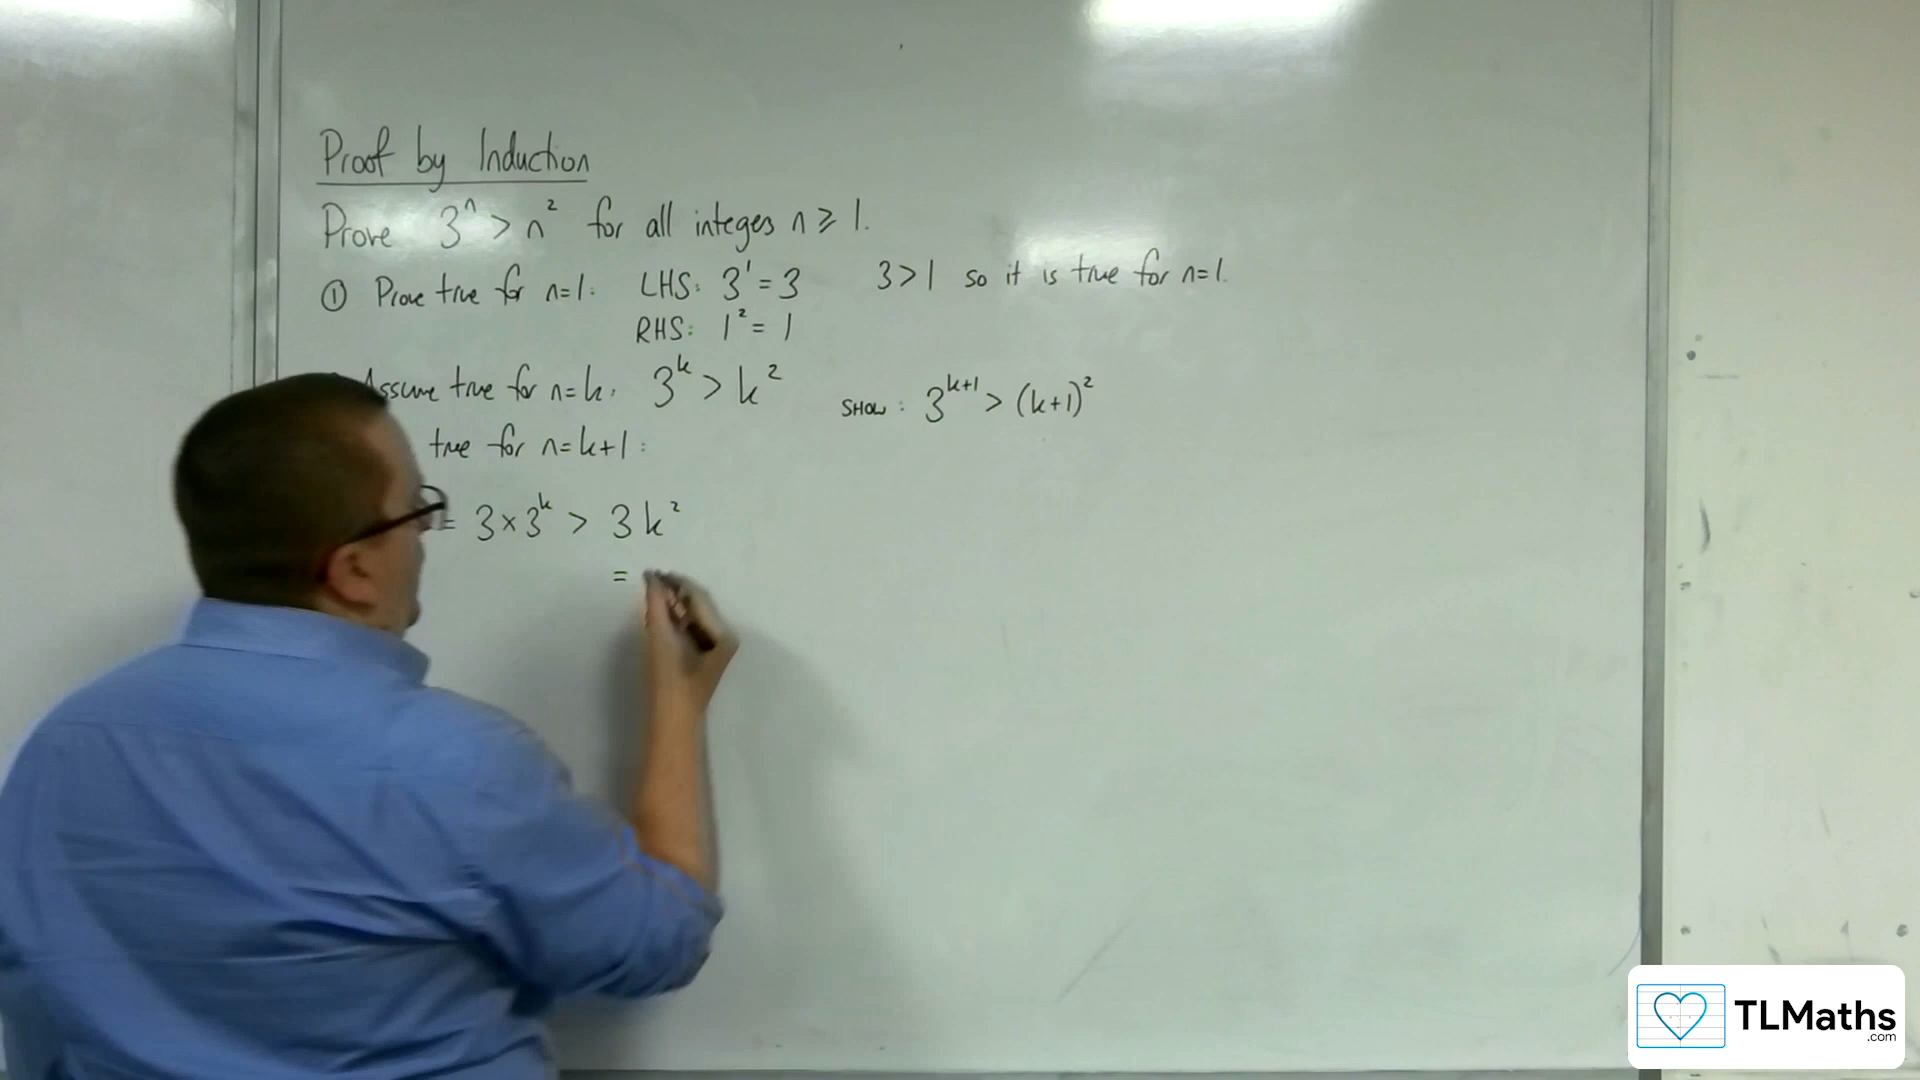 Proof by Induction
Prove 3ⁿ > n² for all integers n ⩾ 1.
① Prove true for n=1: LHS: 3¹ = 3 3 > 1 so it is true for n=1.
RHS: 1² = 1
Assume true for n=k: 3ᵏ > k² SHOW: 3ᵏ⁺¹ > (k+1)²
true for n=k+1:
= 3×3ᵏ > 3k²
=
TLMaths
.com